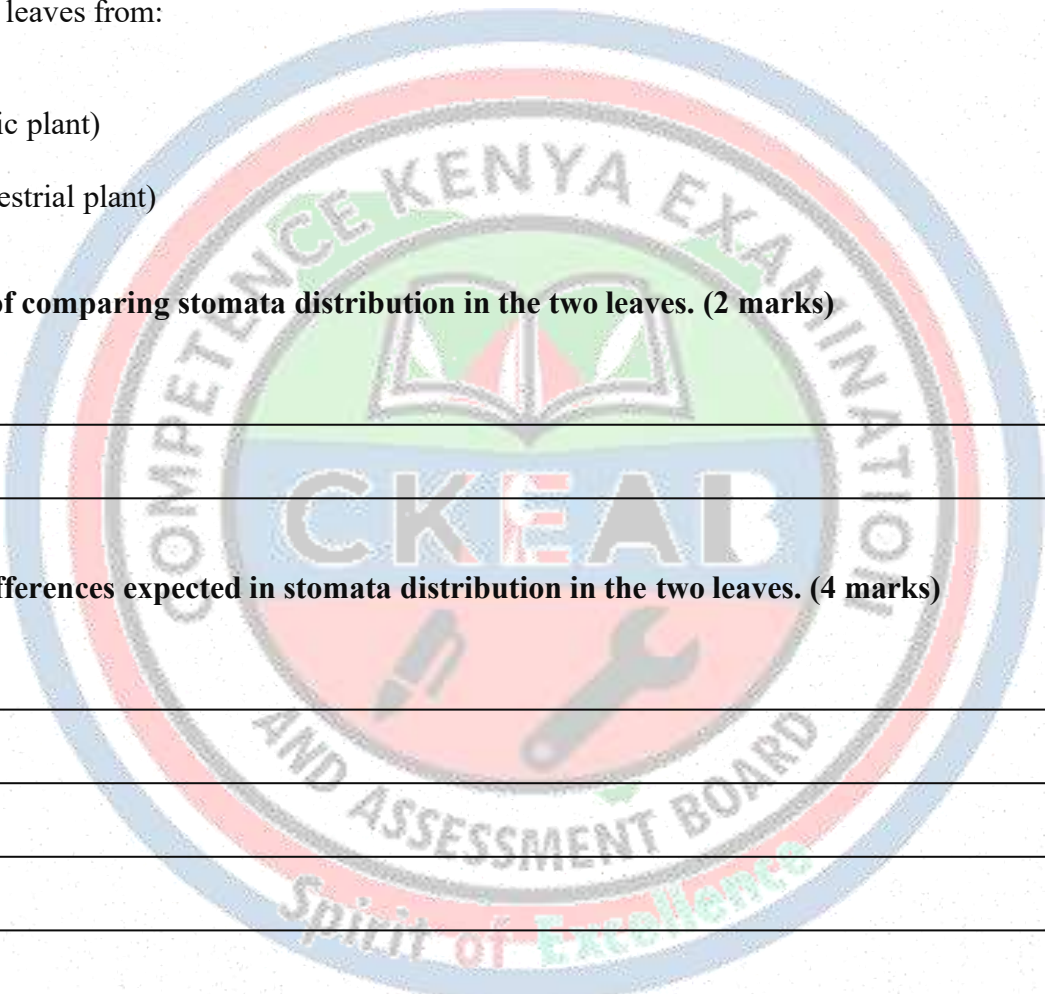 leaves from:
ic plant)
estrial plant)
of comparing stomata distribution in the two leaves. (2 marks)
ifferences expected in stomata distribution in the two leaves. (4 marks)
COMPETENCE KENYA EXAMINATION
CKEAB
AND ASSESSMENT BOARD
Spirit of Excellence